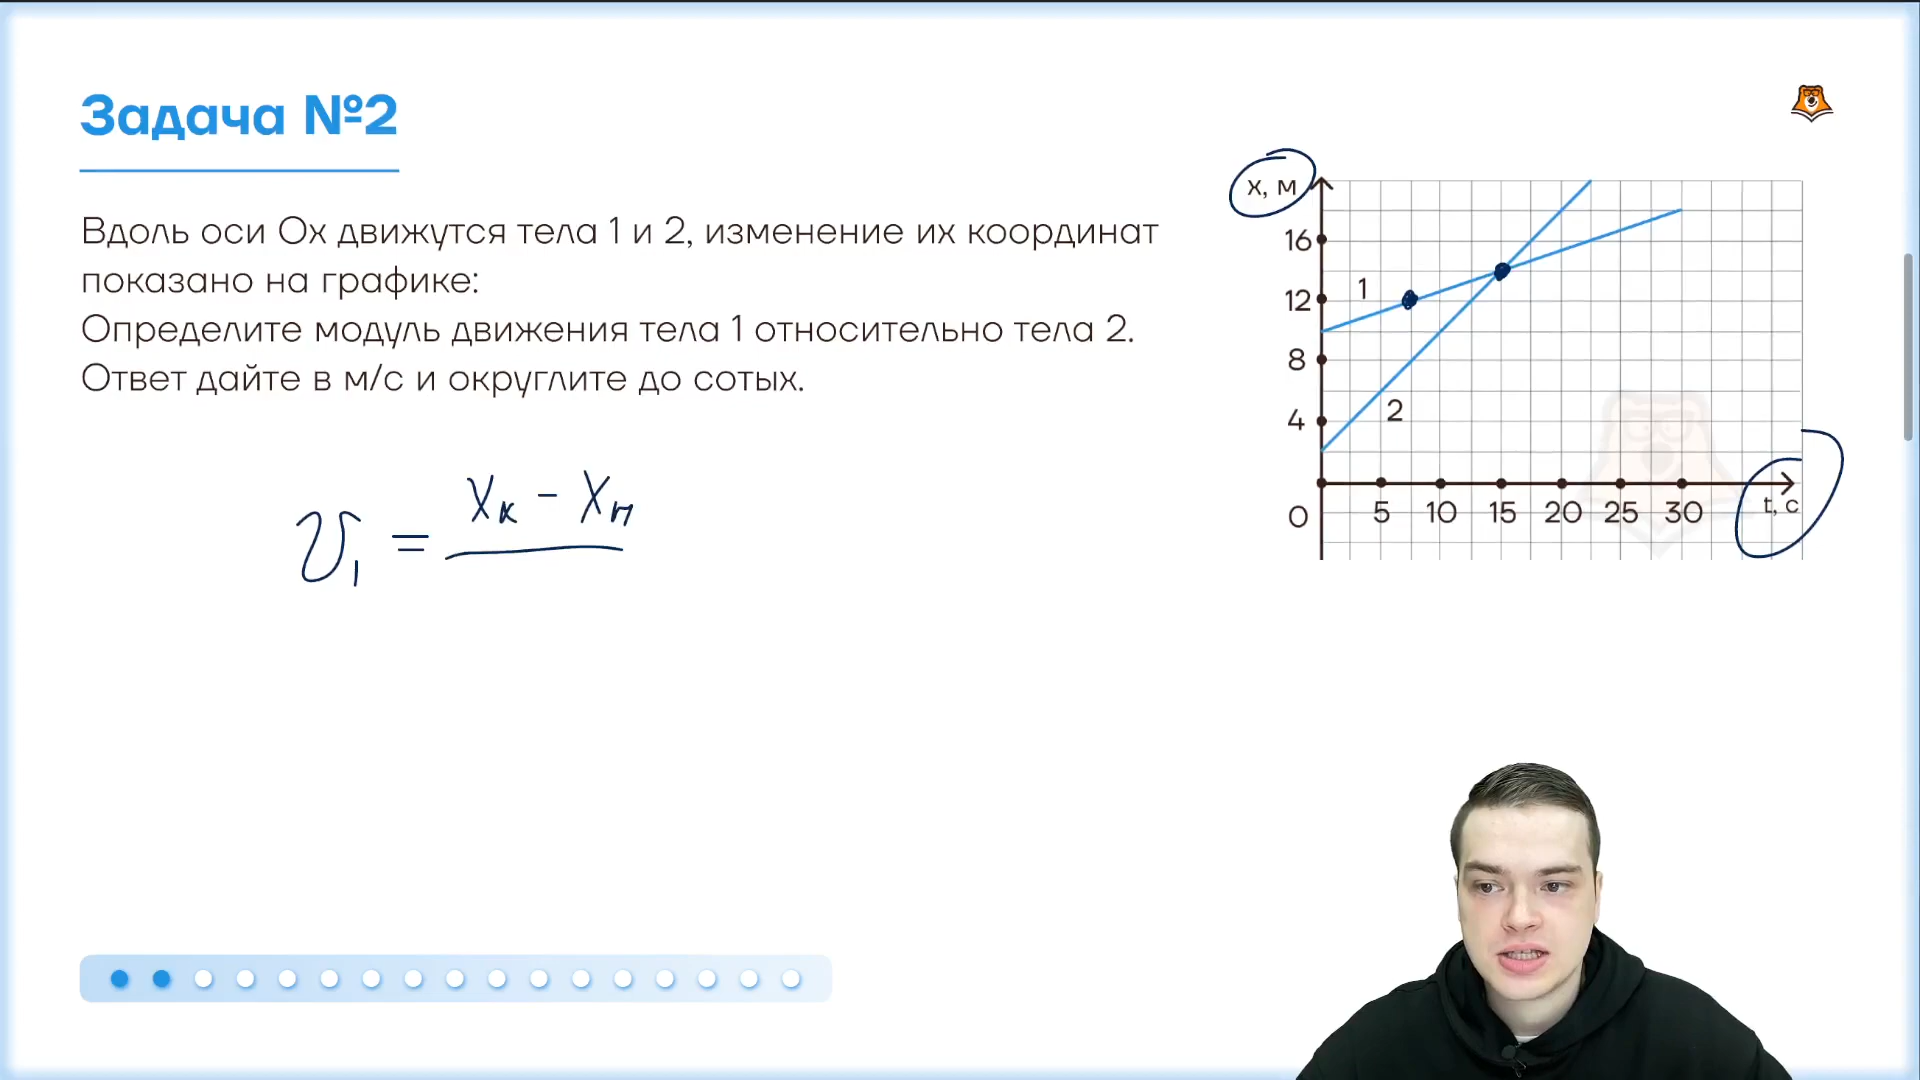 Задача №2
Вдоль оси Ох движутся тела 1 и 2, изменение их координат
показано на графике:
Определите модуль движения тела 1 относительно тела 2.
Ответ дайте в м/с и округлите до сотых.
x, м
16
12
8
4
0
1
2
5 10 15 20 25 30
t, c
υ₁ = xк - xн